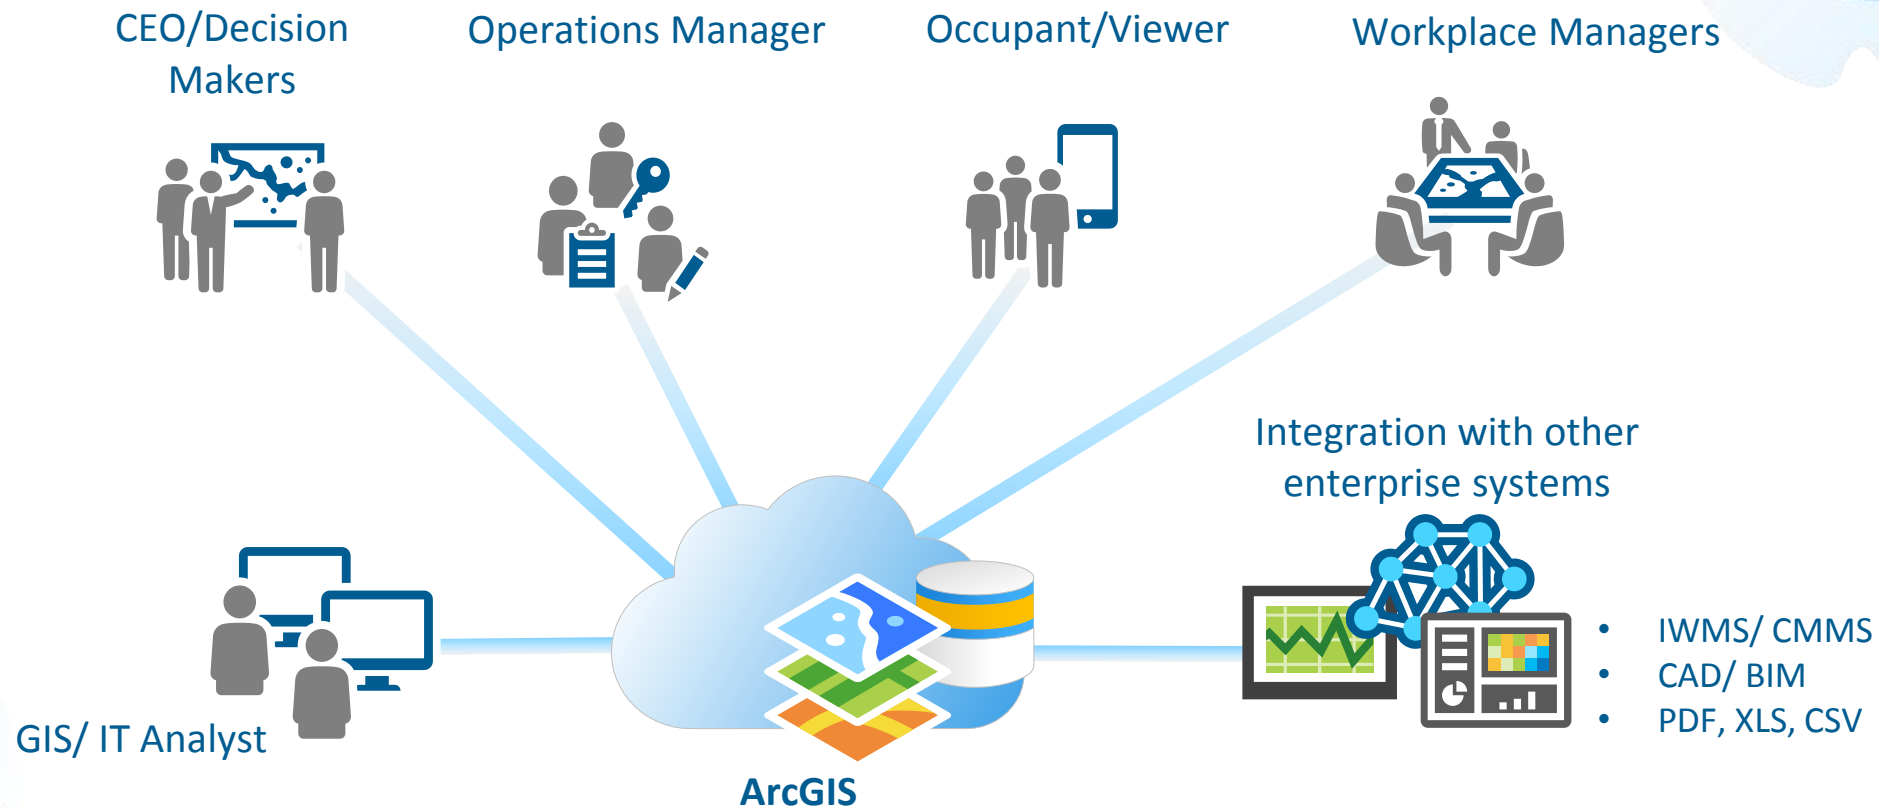 CEO/Decision
Makers
Operations Manager
Occupant/Viewer
Workplace Managers
Integration with other
enterprise systems
• IWMS/ CMMS
• CAD/ BIM
• PDF, XLS, CSV
GIS/ IT Analyst
ArcGIS